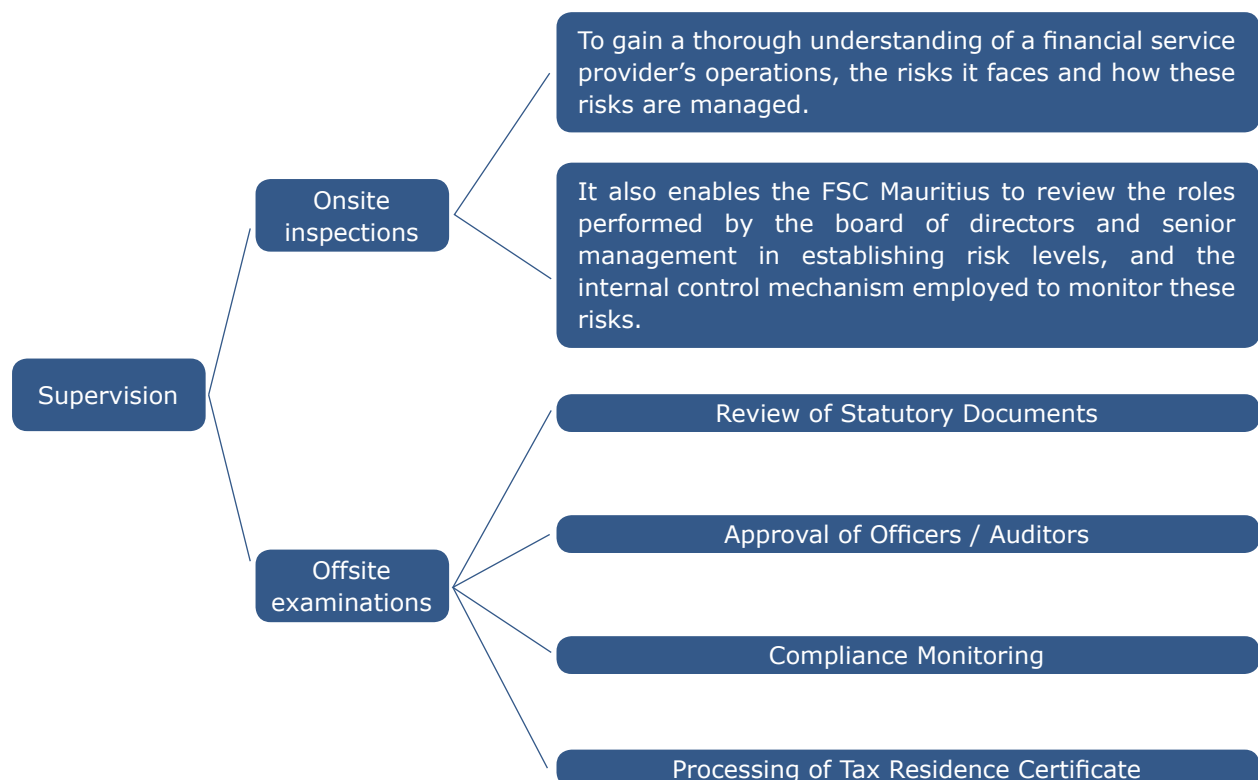 To gain a thorough understanding of a financial service
provider’s operations, the risks it faces and how these
risks are managed.
Onsite
inspections
It also enables the FSC Mauritius to review the roles
performed by the board of directors and senior
management in establishing risk levels, and the
internal control mechanism employed to monitor these
risks.
Supervision
Review of Statutory Documents
Approval of Officers / Auditors
Offsite
examinations
Compliance Monitoring
Processing of Tax Residence Certificate